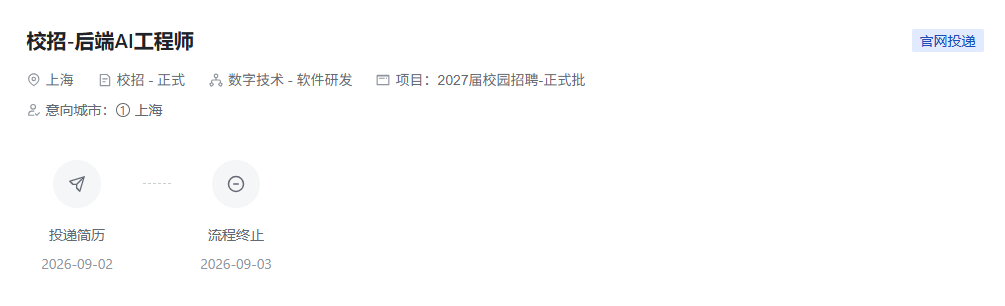 校招-后端AI工程师
官网投递
上海 校招 - 正式 数字技术 - 软件研发 项目：2027届校园招聘-正式批
意向城市：① 上海
投递简历 流程终止
2026-09-02 2026-09-03